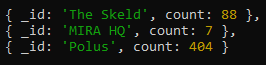 { _id: 'The Skeld', count: 88 },
{ _id: 'MIRA HQ', count: 7 },
{ _id: 'Polus', count: 404 }